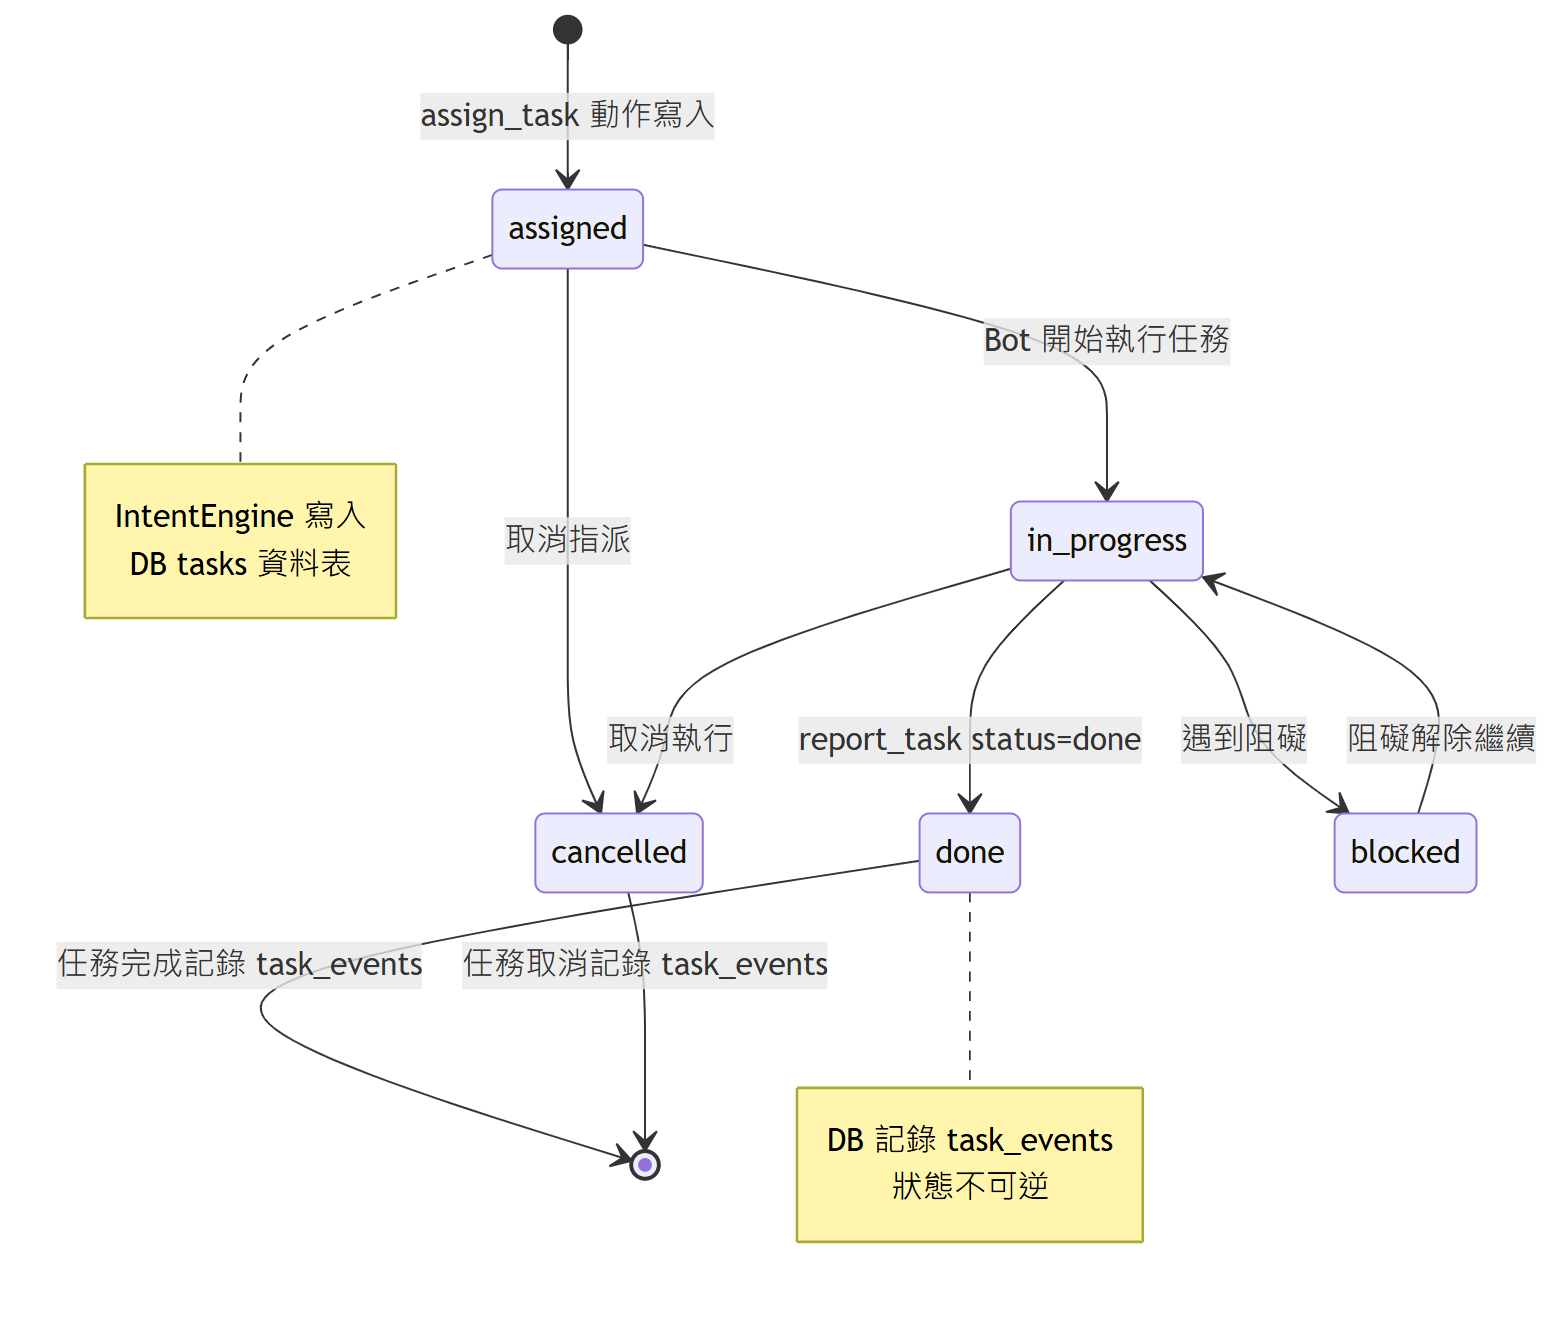 assign_task 動作寫入
assigned
Bot 開始執行任務
IntentEngine 寫入
DB tasks 資料表
取消指派
in_progress
取消執行
report_task status=done
遇到阻礙
阻礙解除繼續
cancelled
done
blocked
任務完成記錄 task_events
任務取消記錄 task_events
DB 記錄 task_events
狀態不可逆